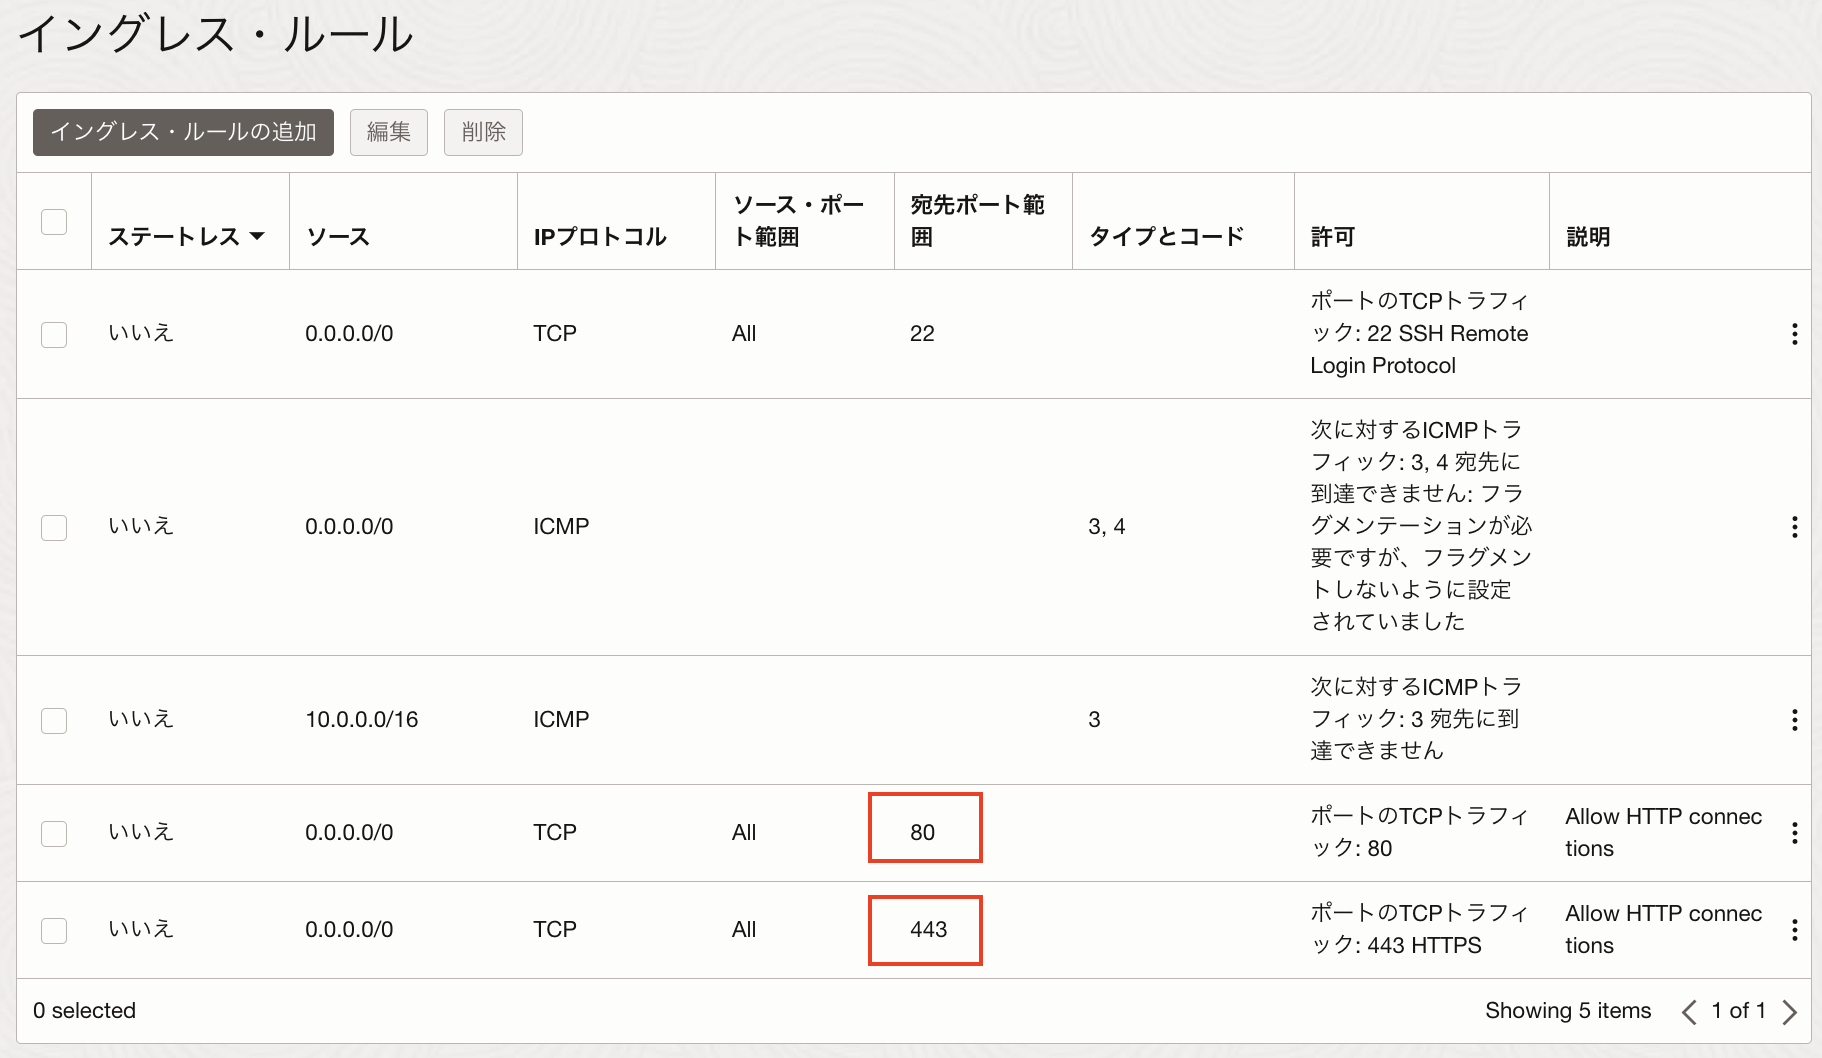 イングレス・ルール
イングレス・ルールの追加 編集 削除
ステートレス ソース IPプロトコル ソース・ポート範囲 宛先ポート範囲 タイプとコード 許可 説明
いいえ 0.0.0.0/0 TCP All 22 ポートのTCPトラフィック: 22 SSH Remote Login Protocol
いいえ 0.0.0.0/0 ICMP 3, 4 次に対するICMPトラフィック: 3, 4 宛先に到達できません: フラグメンテーションが必要ですが、フラグメントしないように設定されていました
いいえ 10.0.0.0/16 ICMP 3 次に対するICMPトラフィック: 3 宛先に到達できません
いいえ 0.0.0.0/0 TCP All 80 ポートのTCPトラフィック: 80 Allow HTTP connections
いいえ 0.0.0.0/0 TCP All 443 ポートのTCPトラフィック: 443 HTTPS Allow HTTP connections
0 selected Showing 5 items 1 of 1